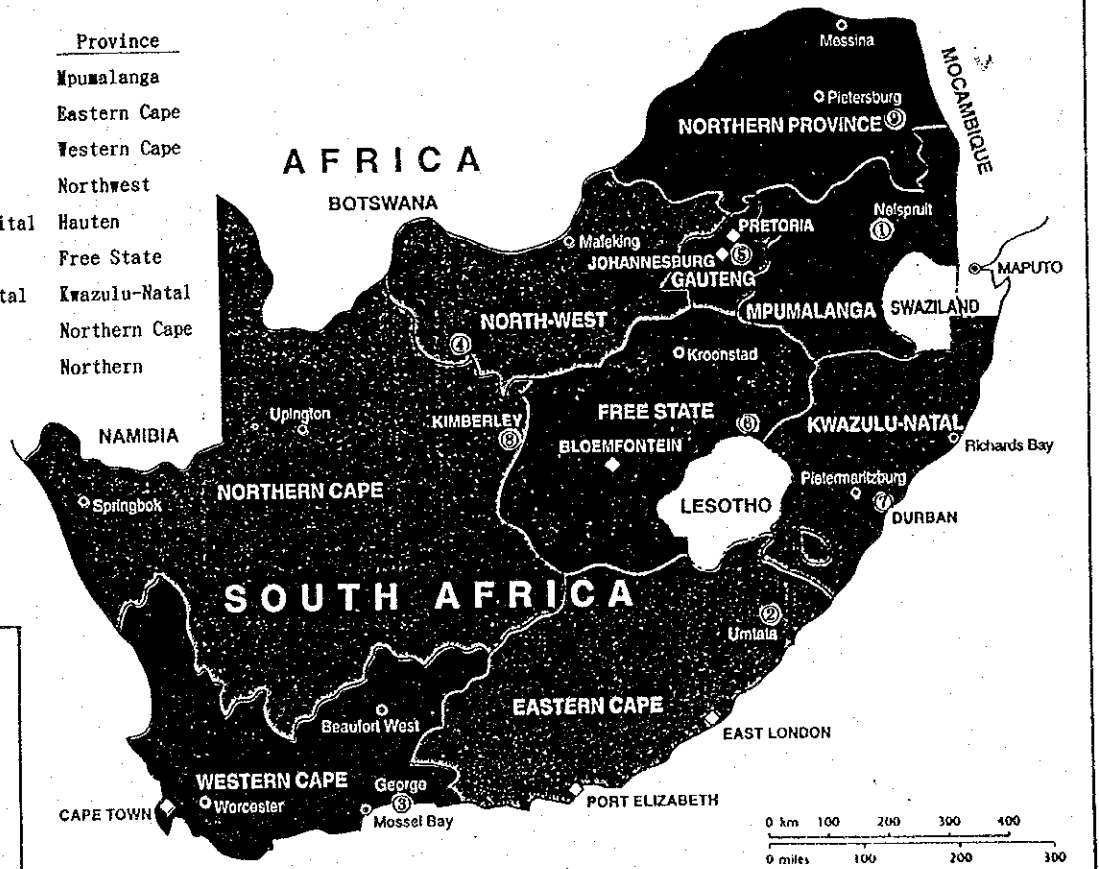 Province
Mpumalanga
Eastern Cape
Western Cape
Northwest
ital Hauten
Free State
tal Kwazulu-Natal
Northern Cape
Northern
Messina
MOCAMBIQUE
Pietersburg
NORTHERN PROVINCE ⑨
AFRICA
BOTSWANA
Nelspruit
①
PRETORIA
Mafeking
JOHANNESBURG ⑤
GAUTENG
MAPUTO
MPUMALANGA
SWAZILAND
NORTH-WEST
④
Kroonstad
Upington
KIMBERLEY ⑧
FREE STATE ⑥
KWAZULU-NATAL
NAMIBIA
BLOEMFONTEIN
Richards Bay
Pietermaritzburg
NORTHERN CAPE
Springbok
LESOTHO
⑦
DURBAN
SOUTH AFRICA
②
Umtata
EASTERN CAPE
Beaufort West
EAST LONDON
WESTERN CAPE
George
CAPE TOWN
Worcester
③
PORT ELIZABETH
Mossel Bay
0 km 100 200 300 400
0 miles 100 200 300